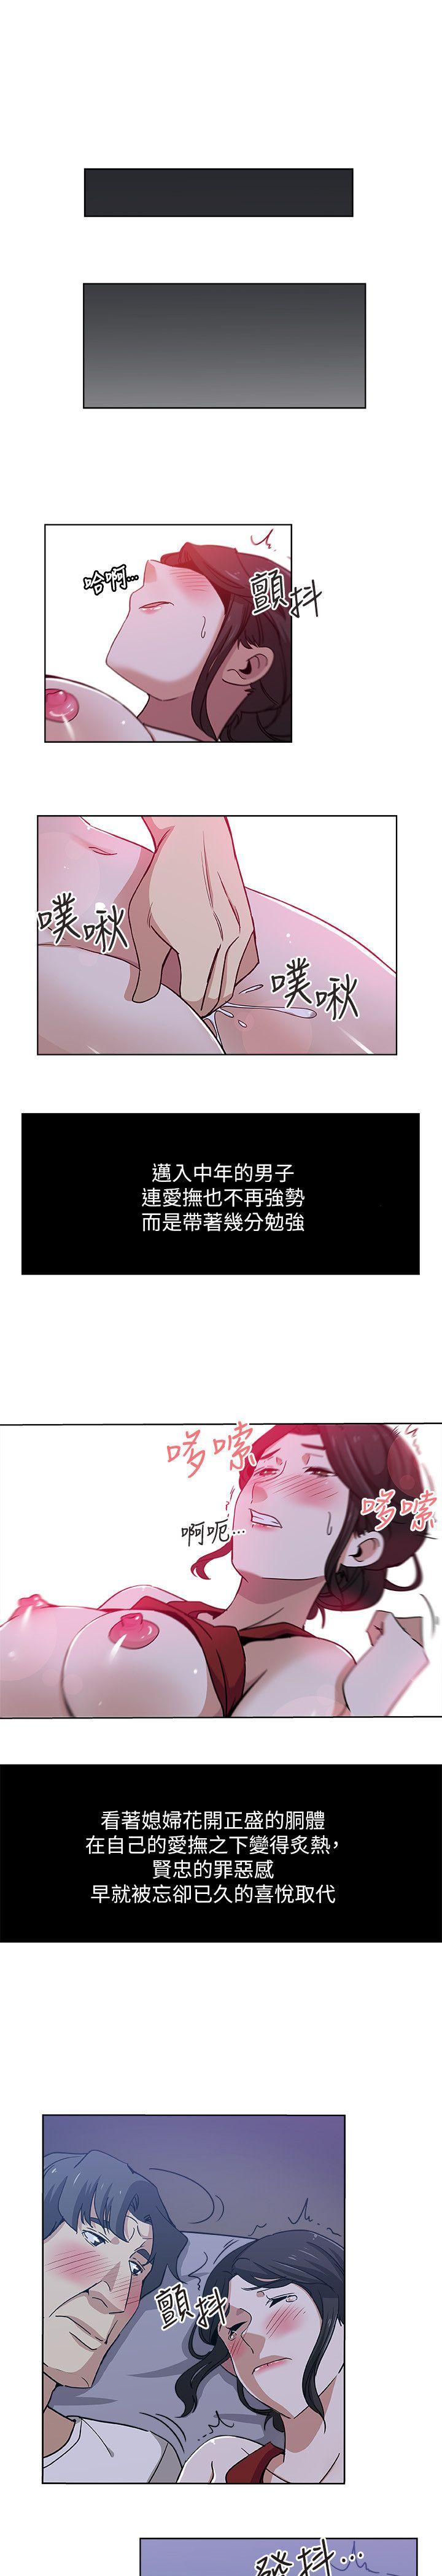 哈啊...
顫抖
噗啾
噗啾
邁入中年的男子
連愛撫也不再強勢
而是帶著幾分勉強
哆嗦
哆嗦
啊呃...
看著媳婦花開正盛的胴體
在自己的愛撫之下變得炙熱，
賢忠的罪惡感
早就被忘卻已久的喜悅取代
顫抖
發抖...